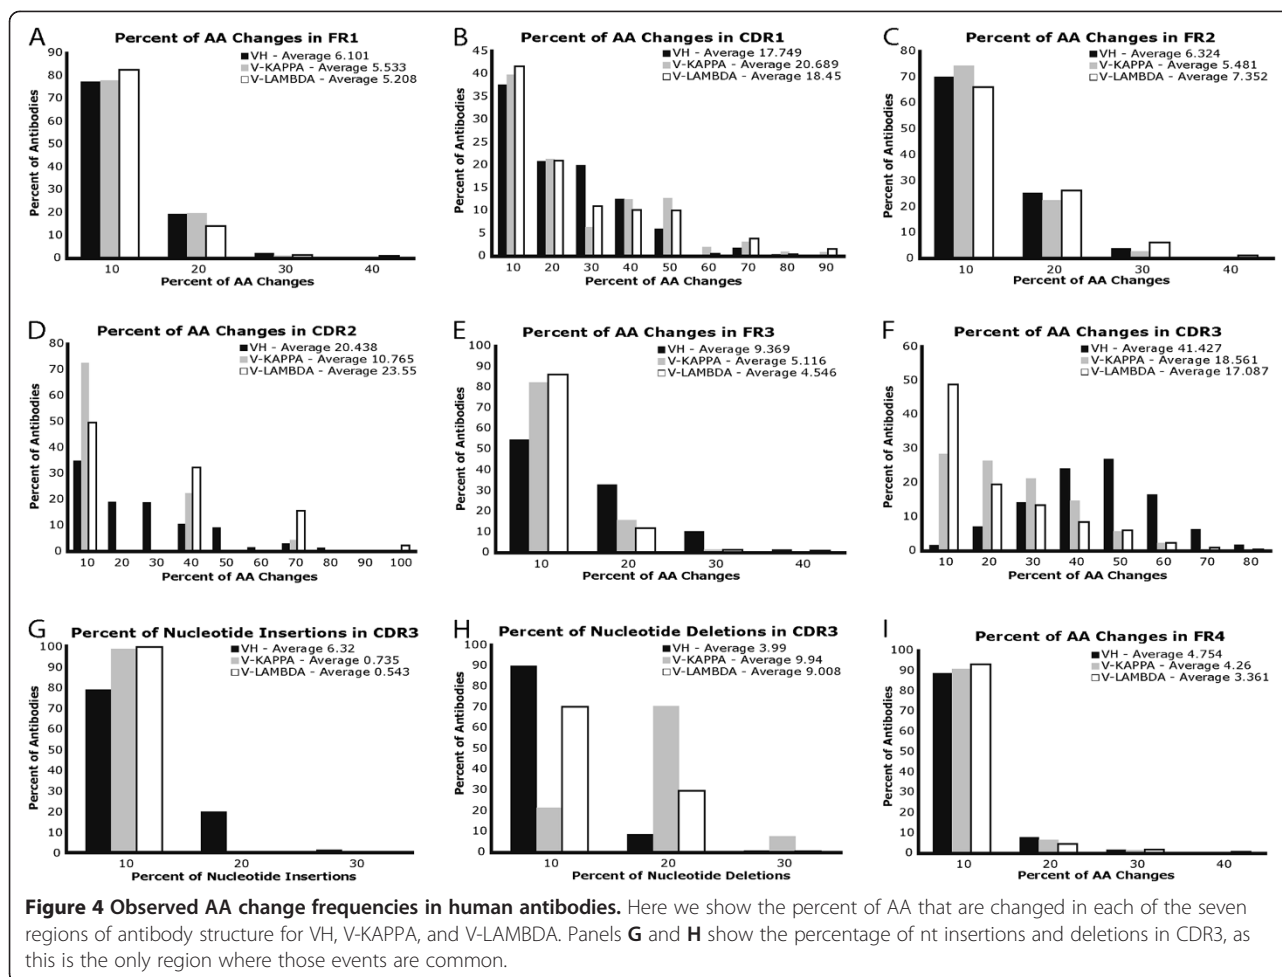 A
Percent of AA Changes in FR1
VH - Average 6.101
V-KAPPA - Average 5.533
V-LAMBDA - Average 5.208
Percent of Antibodies
90
80
70
60
50
40
30
20
10
0
10 20 30 40
Percent of AA Changes
B
Percent of AA Changes in CDR1
VH - Average 17.749
V-KAPPA - Average 20.689
V-LAMBDA - Average 18.45
Percent of Antibodies
45
40
35
30
25
20
15
10
5
0
10 20 30 40 50 60 70 80 90
Percent of AA Changes
C
Percent of AA Changes in FR2
VH - Average 6.324
V-KAPPA - Average 5.481
V-LAMBDA - Average 7.352
Percent of Antibodies
80
70
60
50
40
30
20
10
0
10 20 30 40
Percent of AA Changes
D
Percent of AA Changes in CDR2
VH - Average 20.438
V-KAPPA - Average 10.765
V-LAMBDA - Average 23.55
Percent of Antibodies
80
70
60
50
40
30
20
10
0
10 20 30 40 50 60 70 80 90 100
Percent of AA Changes
E
Percent of AA Changes in FR3
VH - Average 9.369
V-KAPPA - Average 5.116
V-LAMBDA - Average 4.546
Percent of Antibodies
100
90
80
70
60
50
40
30
20
10
0
10 20 30 40
Percent of AA Changes
F
Percent of AA Changes in CDR3
VH - Average 41.427
V-KAPPA - Average 18.561
V-LAMBDA - Average 17.087
Percent of Antibodies
60
50
40
30
20
10
0
10 20 30 40 50 60 70 80
Percent of AA Changes
G
Percent of Nucleotide Insertions in CDR3
VH - Average 6.32
V-KAPPA - Average 0.735
V-LAMBDA - Average 0.543
Percent of Antibodies
100
90
80
70
60
50
40
30
20
10
0
10 20 30
Percent of Nucleotide Insertions
H
Percent of Nucleotide Deletions in CDR3
VH - Average 3.99
V-KAPPA - Average 9.94
V-LAMBDA - Average 9.008
Percent of Antibodies
100
90
80
70
60
50
40
30
20
10
0
10 20 30
Percent of Nucleotide Deletions
I
Percent of AA Changes in FR4
VH - Average 4.754
V-KAPPA - Average 4.26
V-LAMBDA - Average 3.361
Percent of Antibodies
100
90
80
70
60
50
40
30
20
10
0
10 20 30 40
Percent of AA Changes
Figure 4 Observed AA change frequencies in human antibodies. Here we show the percent of AA that are changed in each of the seven
regions of antibody structure for VH, V-KAPPA, and V-LAMBDA. Panels G and H show the percentage of nt insertions and deletions in CDR3, as
this is the only region where those events are common.